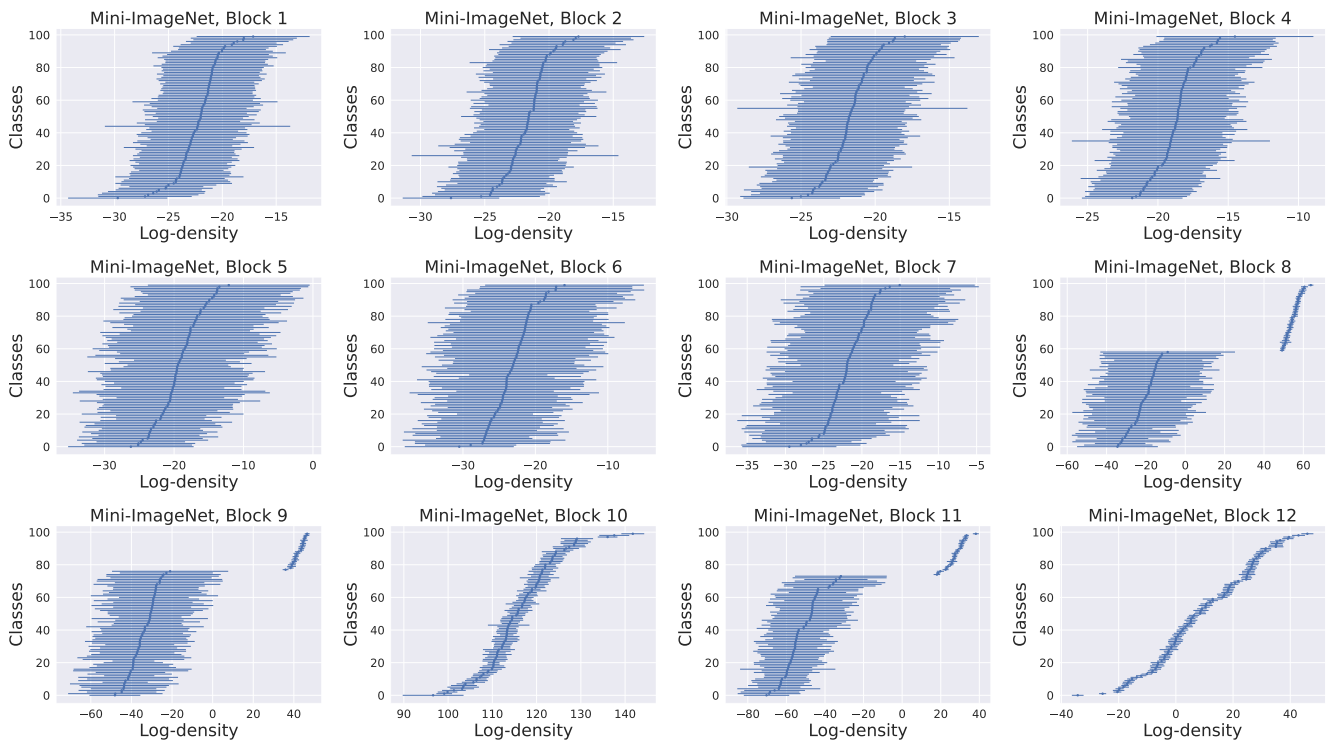 Mini-ImageNet, Block 1
Classes
100
80
60
40
20
0
−35 −30 −25 −20 −15
Log-density
Mini-ImageNet, Block 2
Classes
100
80
60
40
20
0
−30 −25 −20 −15
Log-density
Mini-ImageNet, Block 3
Classes
100
80
60
40
20
0
−30 −25 −20 −15
Log-density
Mini-ImageNet, Block 4
Classes
100
80
60
40
20
0
−25 −20 −15 −10
Log-density
Mini-ImageNet, Block 5
Classes
100
80
60
40
20
0
−30 −20 −10 0
Log-density
Mini-ImageNet, Block 6
Classes
100
80
60
40
20
0
−30 −20 −10
Log-density
Mini-ImageNet, Block 7
Classes
100
80
60
40
20
0
−35 −30 −25 −20 −15 −10 −5
Log-density
Mini-ImageNet, Block 8
Classes
100
80
60
40
20
0
−60 −40 −20 0 20 40 60
Log-density
Mini-ImageNet, Block 9
Classes
100
80
60
40
20
0
−60 −40 −20 0 20 40
Log-density
Mini-ImageNet, Block 10
Classes
100
80
60
40
20
0
90 100 110 120 130 140
Log-density
Mini-ImageNet, Block 11
Classes
100
80
60
40
20
0
−80 −60 −40 −20 0 20 40
Log-density
Mini-ImageNet, Block 12
Classes
100
80
60
40
20
0
−40 −20 0 20 40
Log-density